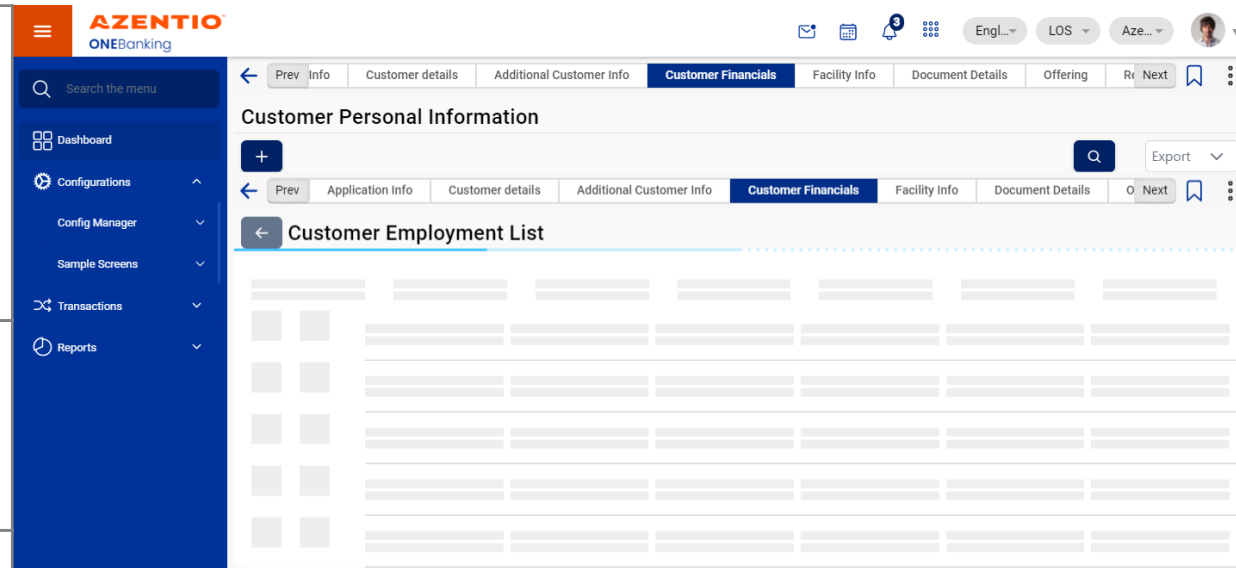 AZENTIO
ONEBanking
3
Engl...
LOS
Aze...
Search the menu
Dashboard
Configurations
Config Manager
Sample Screens
Transactions
Reports
Prev Info Customer details Additional Customer Info Customer Financials Facility Info Document Details Offering Re Next
Customer Personal Information
+
Export
Prev Application Info Customer details Additional Customer Info Customer Financials Facility Info Document Details O Next
Customer Employment List